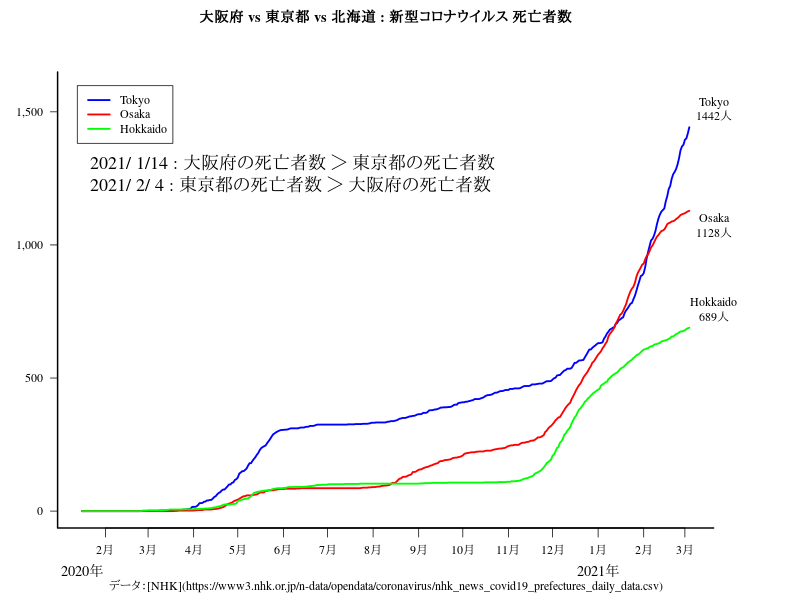 大阪府 vs 東京都 vs 北海道 : 新型コロナウイルス 死亡者数
Tokyo
Osaka
Hokkaido
2021/ 1/14 : 大阪府の死亡者数 ＞ 東京都の死亡者数
2021/ 2/ 4 : 東京都の死亡者数 ＞ 大阪府の死亡者数
Tokyo
1442人
Osaka
1128人
Hokkaido
689人
1,500
1,000
500
0
2月 3月 4月 5月 6月 7月 8月 9月 10月 11月 12月 1月 2月 3月
2020年 2021年
データ：[NHK](https://www3.nhk.or.jp/n-data/opendata/coronavirus/nhk_news_covid19_prefectures_daily_data.csv)